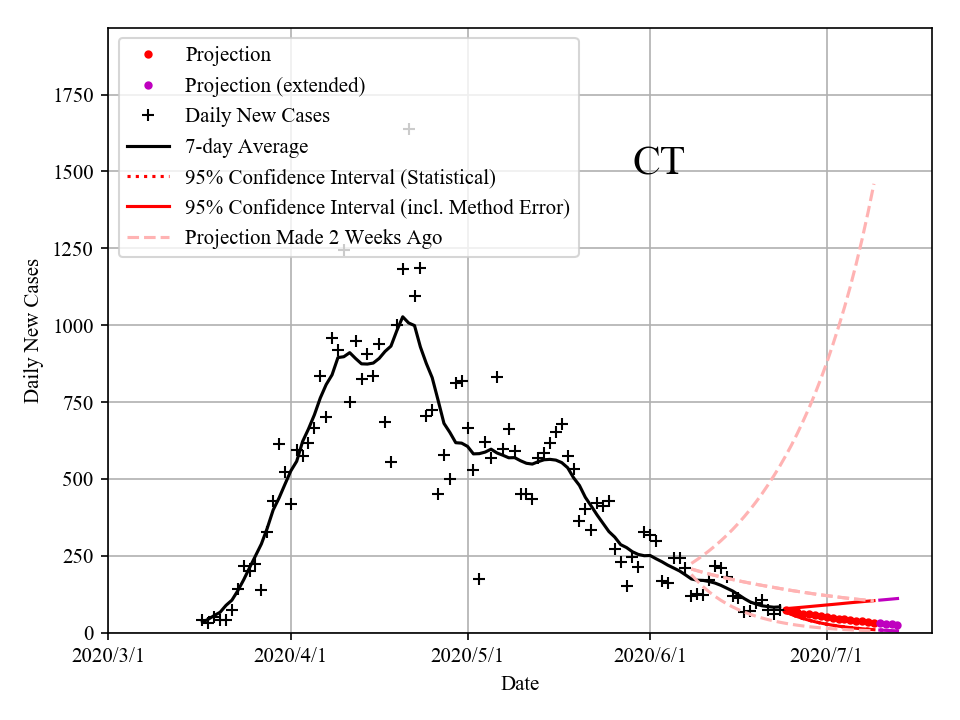 Projection
Projection (extended)
Daily New Cases
7-day Average
95% Confidence Interval (Statistical)
95% Confidence Interval (incl. Method Error)
Projection Made 2 Weeks Ago
CT
Daily New Cases
1750
1500
1250
1000
750
500
250
0
2020/3/1
2020/4/1
2020/5/1
2020/6/1
2020/7/1
Date